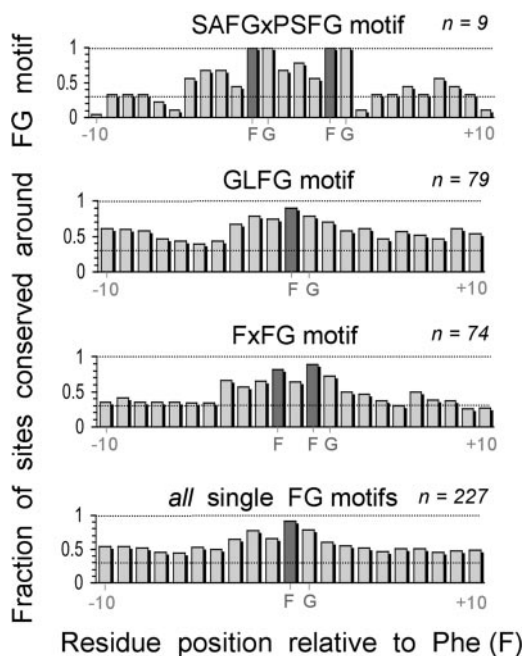 Fraction of sites conserved around FG motif
SAFGxPSFG motif n = 9
1
0.5
0
-10 F G F G +10
GLFG motif n = 79
1
0.5
0
-10 F G +10
FxFG motif n = 74
1
0.5
0
-10 F F G +10
all single FG motifs n = 227
1
0.5
0
-10 F G +10
Residue position relative to Phe (F)